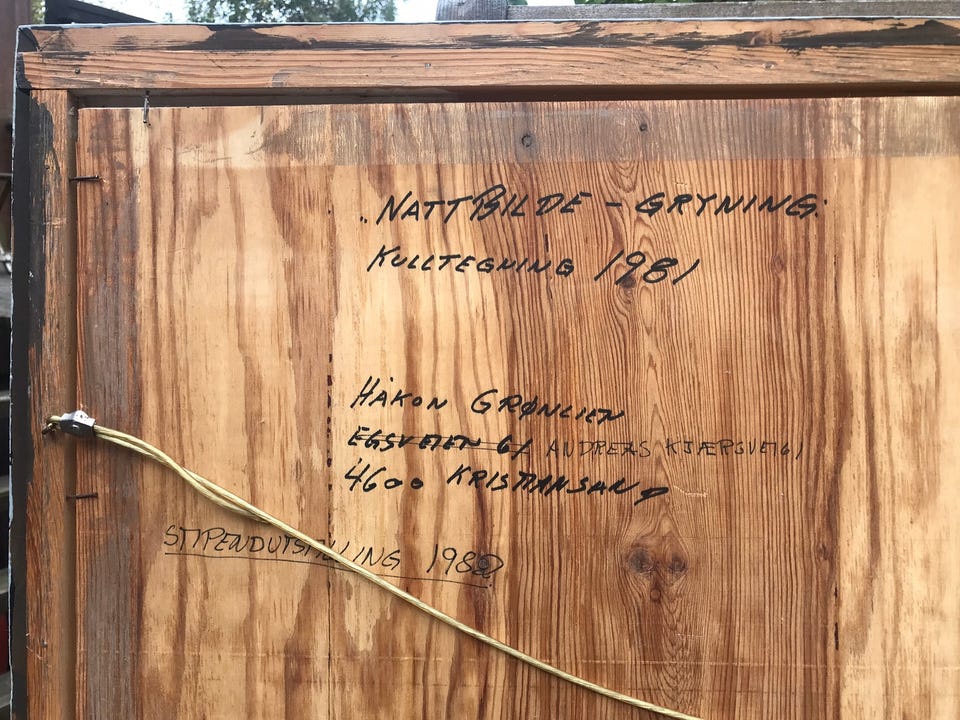 "NATTBILDE - GRYNING"
KULLTEGNING 1981
HÅKON GRØNLIEN
EGSVEIEN 61 ANDREAS KJÆRSVEI 61
4600 KRISTIANSAND
STIPENDUTSTILLING 1982